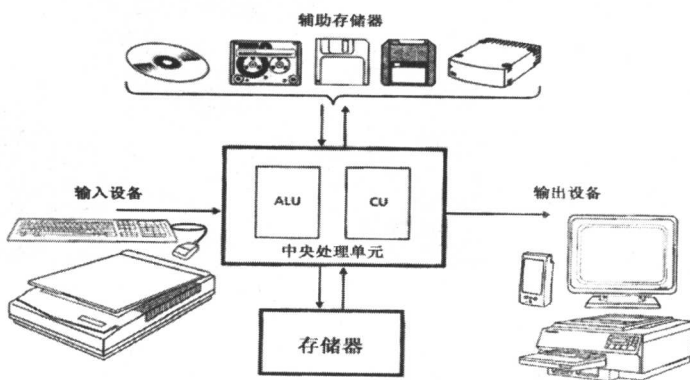 辅助存储器
输入设备
ALU
CU
中央处理单元
输出设备
存储器